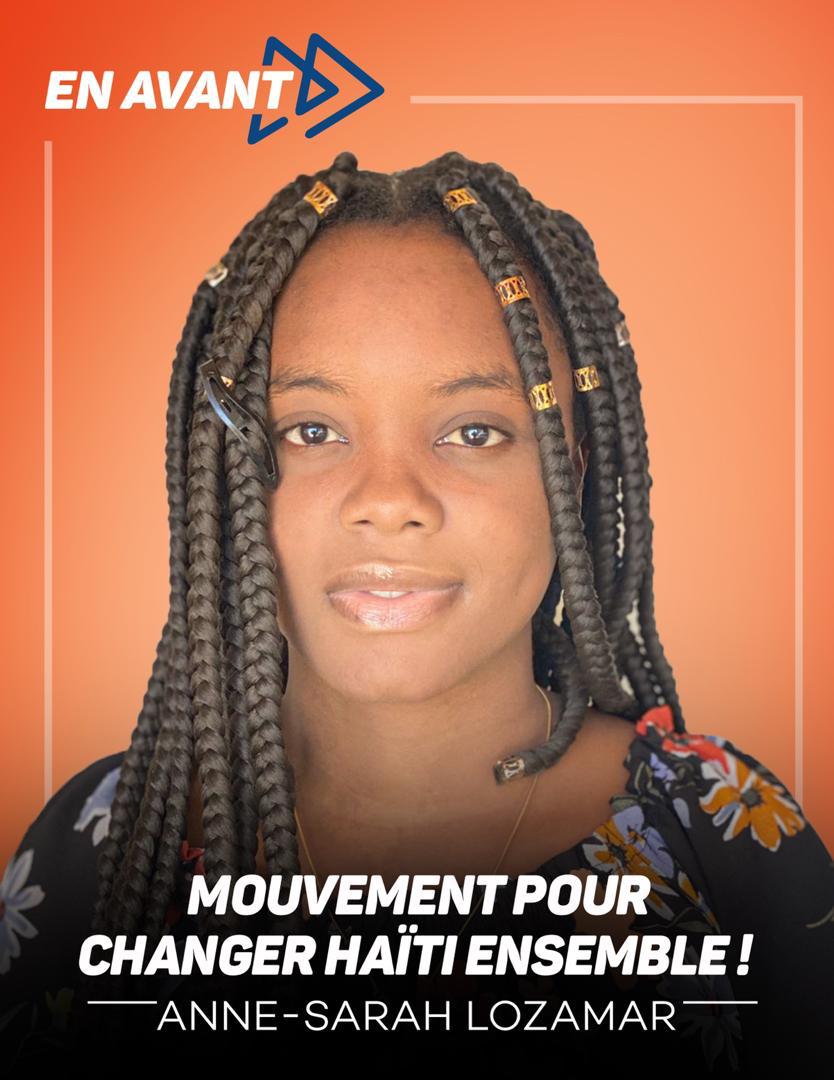 EN AVANT
MOUVEMENT POUR
CHANGER HAÏTI ENSEMBLE !
ANNE-SARAH LOZAMAR